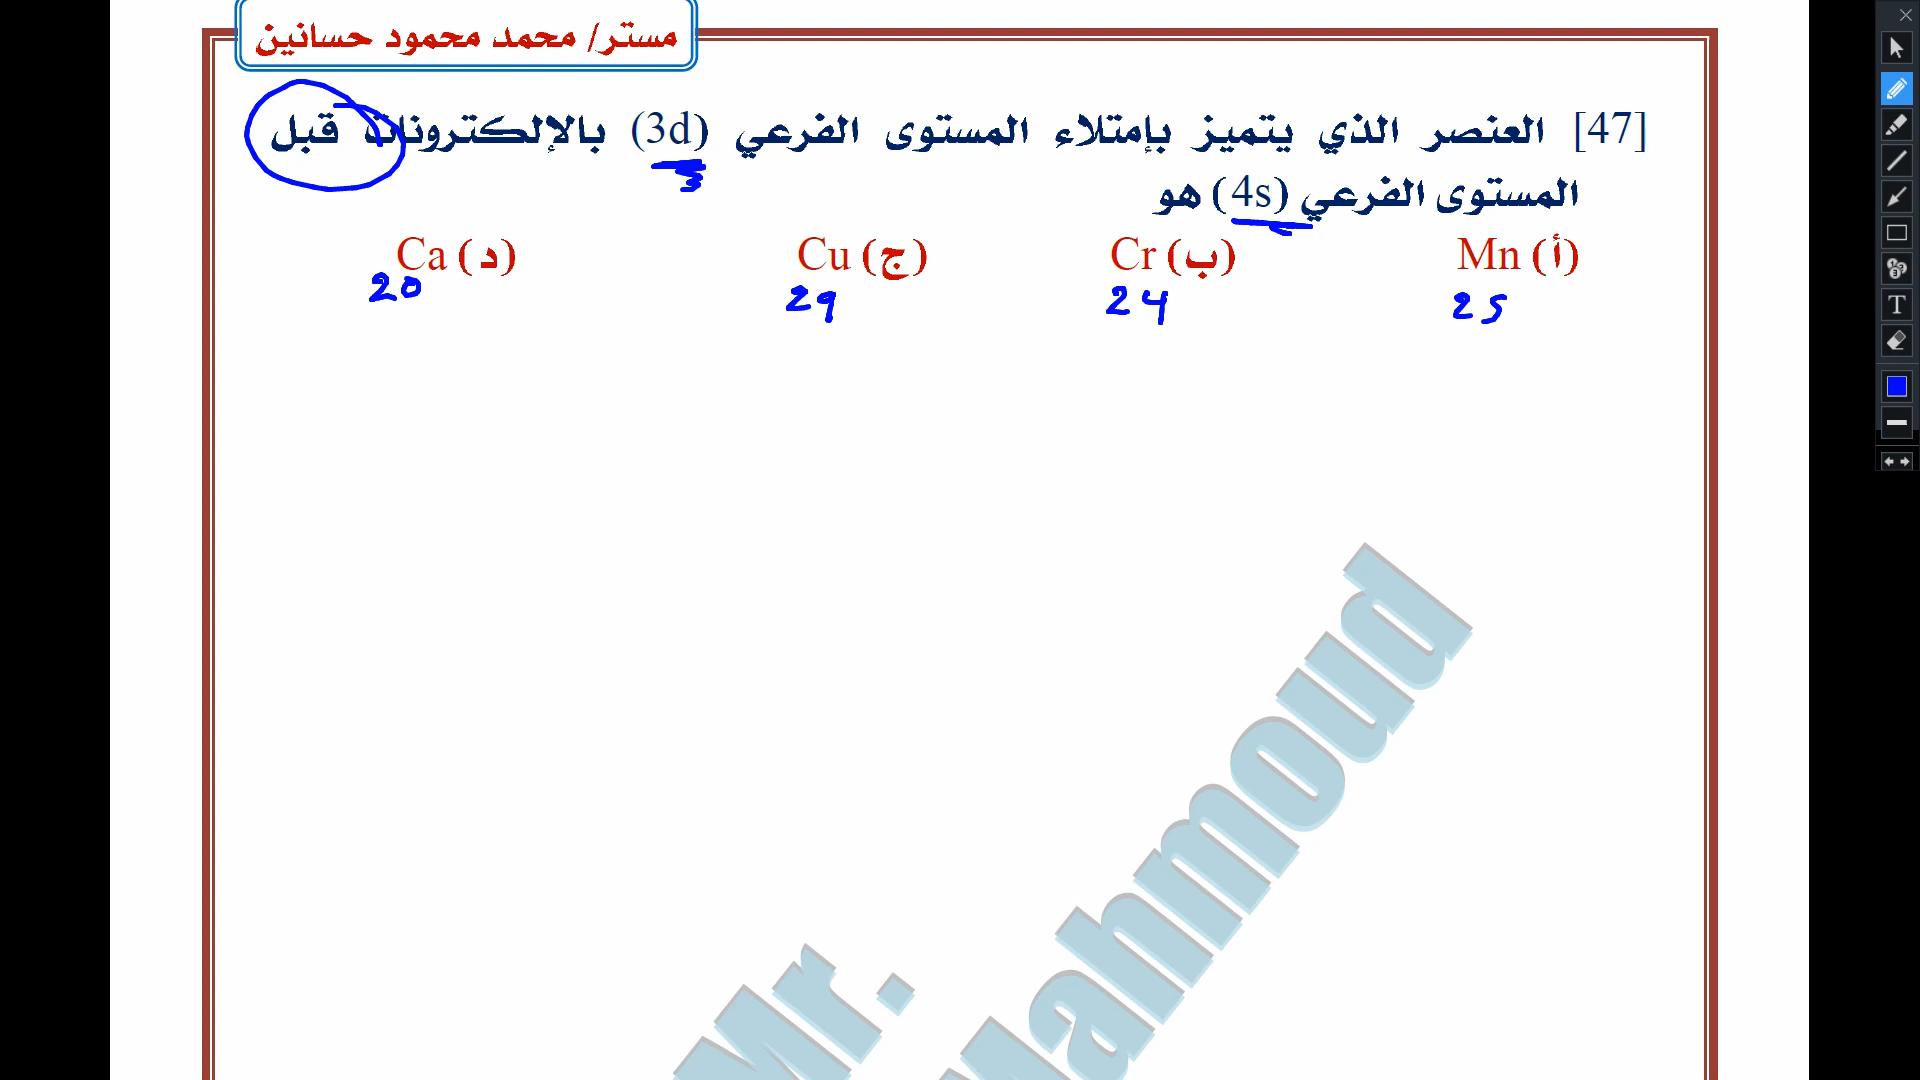 مستر/ محمد محمود حسانين
[47] العنصر الذي يتميز بإمتلاء المستوى الفرعي (3d) بالإلكترونات قبل
المستوى الفرعي (4s) هو
(أ) Mn (ب) Cr (ج) Cu (د) Ca
25 24 29 20
Mr.
Mahmoud
T